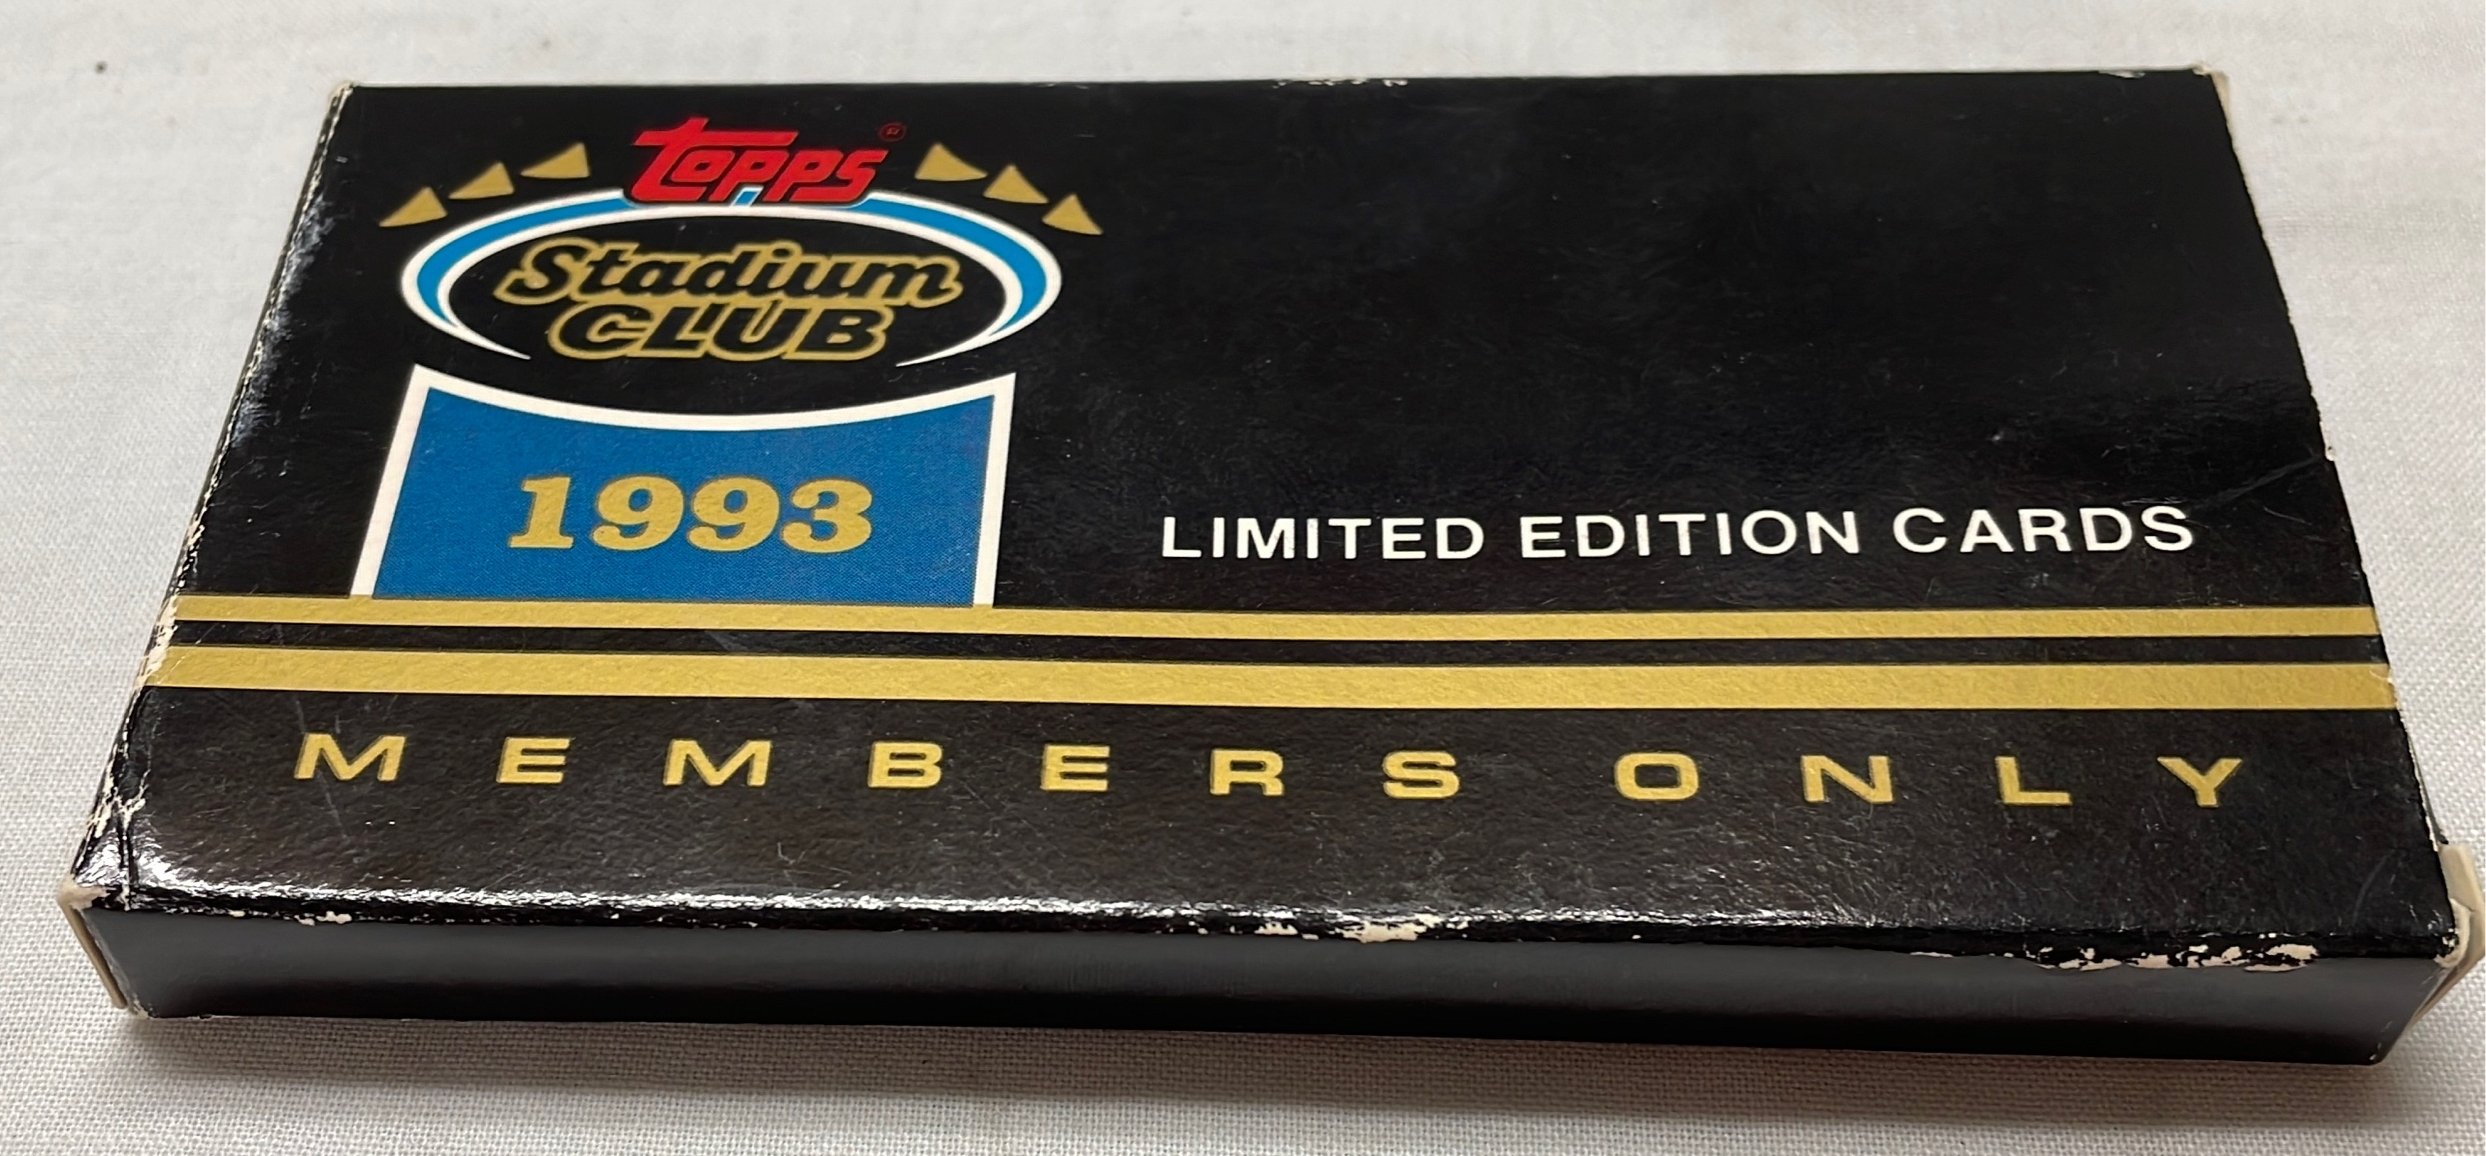 Topps®
Stadium
CLUB
1993
LIMITED EDITION CARDS
MEMBERS ONLY